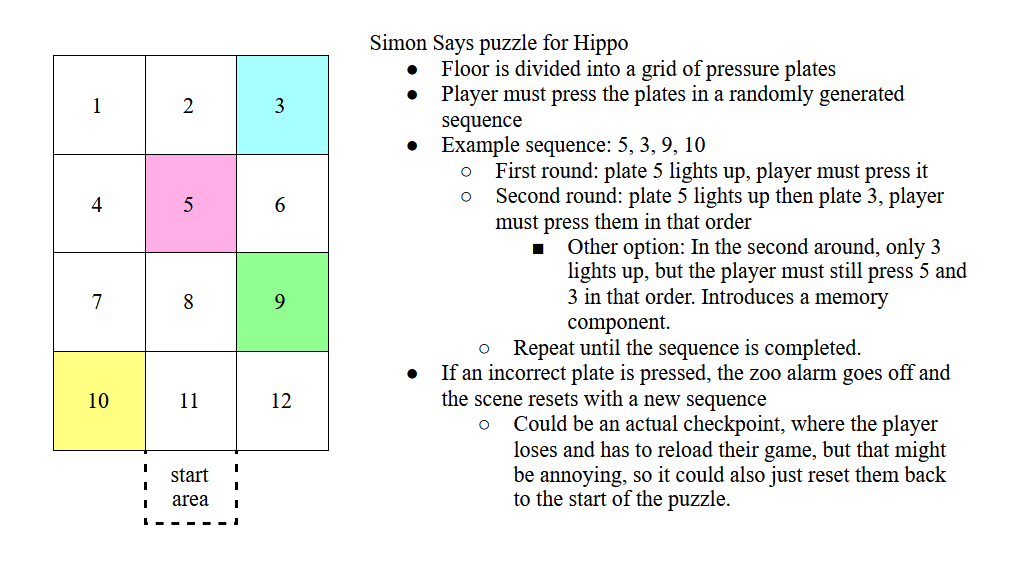 1 2 3
4 5 6
7 8 9
10 11 12
start
area
Simon Says puzzle for Hippo
● Floor is divided into a grid of pressure plates
● Player must press the plates in a randomly generated
sequence
● Example sequence: 5, 3, 9, 10
○ First round: plate 5 lights up, player must press it
○ Second round: plate 5 lights up then plate 3, player
must press them in that order
■ Other option: In the second around, only 3
lights up, but the player must still press 5 and
3 in that order. Introduces a memory
component.
○ Repeat until the sequence is completed.
● If an incorrect plate is pressed, the zoo alarm goes off and
the scene resets with a new sequence
○ Could be an actual checkpoint, where the player
loses and has to reload their game, but that might
be annoying, so it could also just reset them back
to the start of the puzzle.